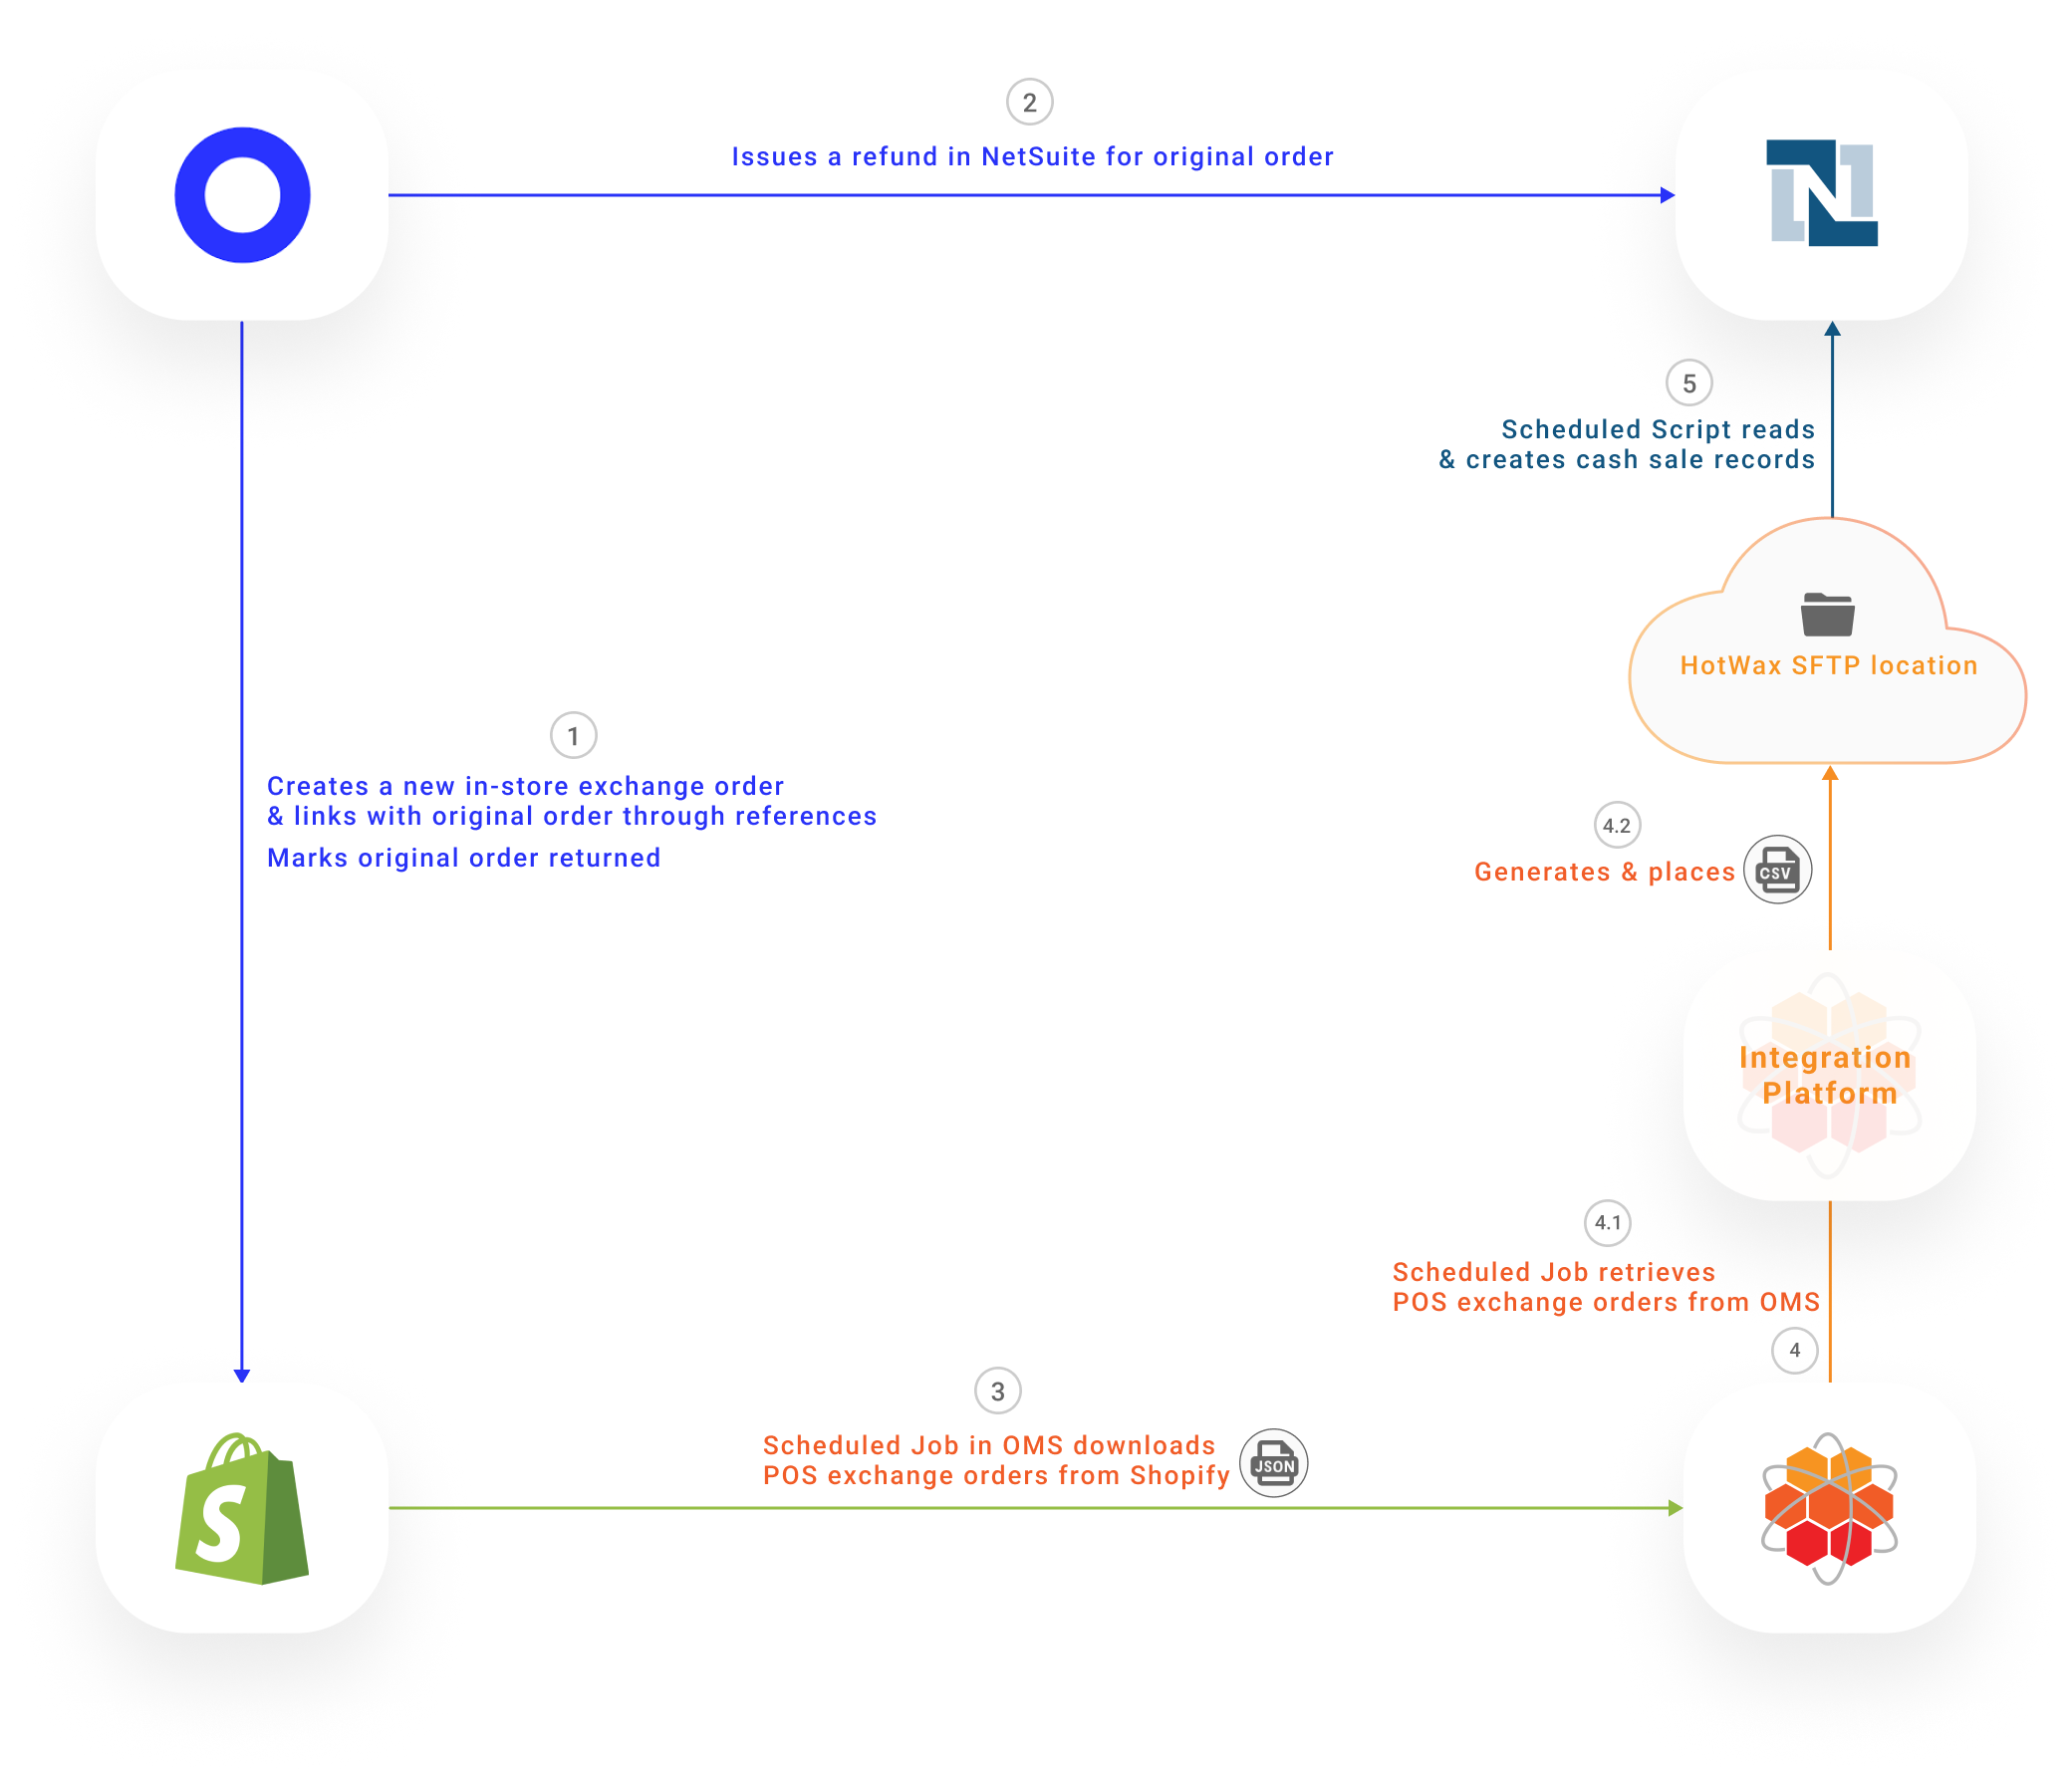 2
Issues a refund in NetSuite for original order
N
5
Scheduled Script reads
& creates cash sale records
HotWax SFTP location
1
Creates a new in-store exchange order
& links with original order through references
Marks original order returned
4.2
Generates & places
CSV
Integration
Platform
4.1
Scheduled Job retrieves
POS exchange orders from OMS
4
3
Scheduled Job in OMS downloads
POS exchange orders from Shopify
JSON
S